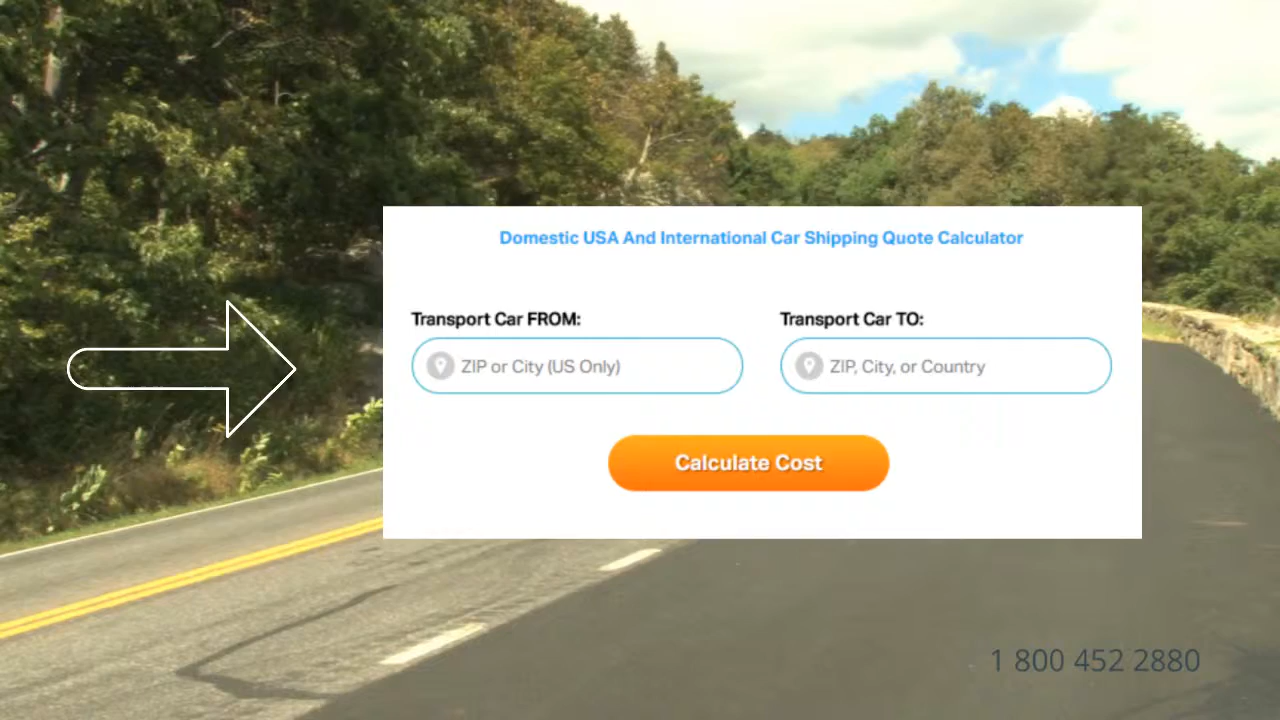 Domestic USA And International Car Shipping Quote Calculator
Transport Car FROM:
Transport Car TO:
ZIP or City (US Only)
ZIP, City, or Country
Calculate Cost
1 800 452 2880